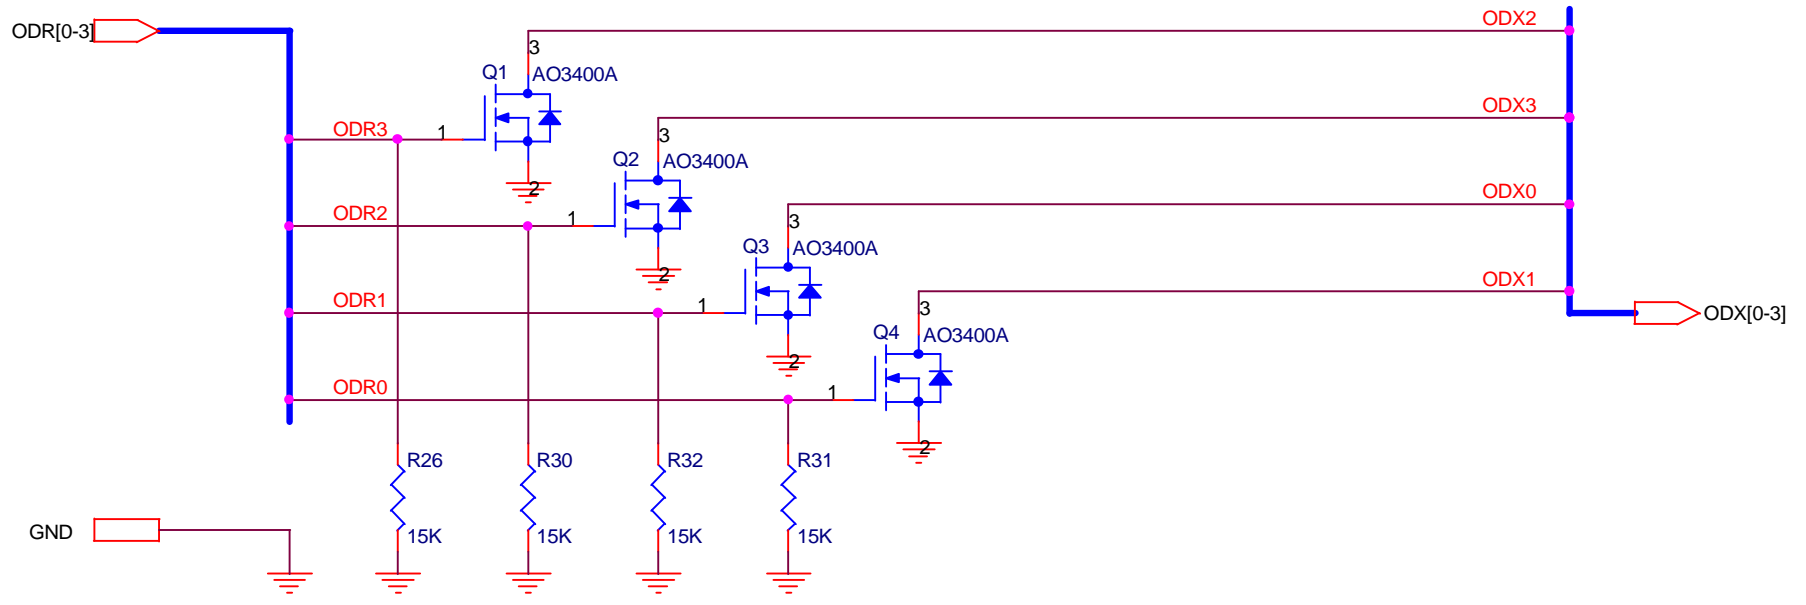 ODX2
ODR[0-3]
3
Q1 AO3400A
ODX3
ODR3 1
3
Q2 AO3400A
2
ODX0
ODR2 1
3
Q3 AO3400A
2
ODX1
ODR1 1
3
ODX[0-3]
Q4 AO3400A
2
ODR0 1
2
R26 R30 R32 R31
GND
15K 15K 15K 15K